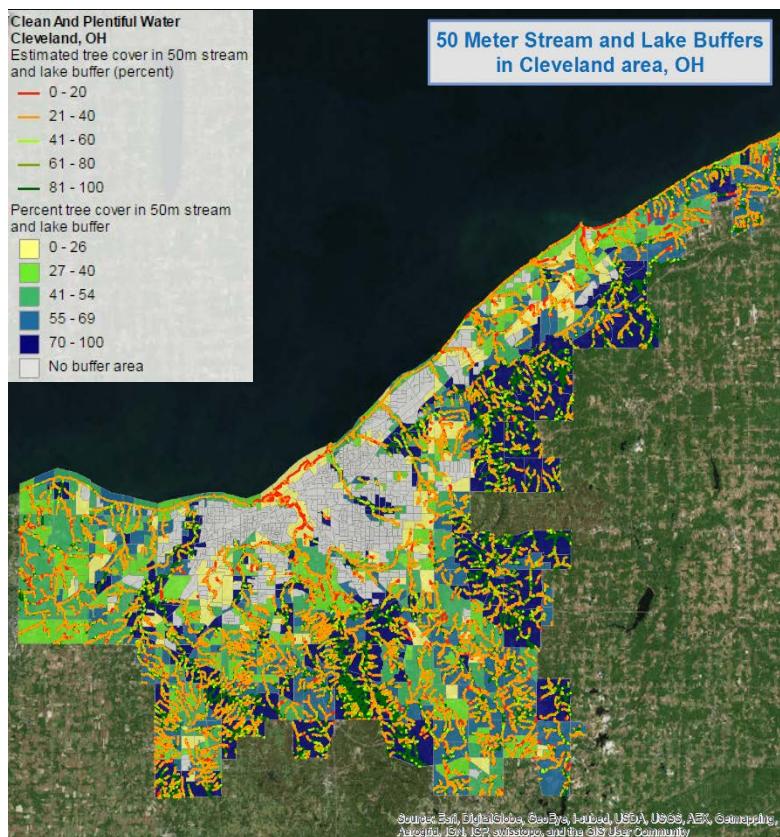 Clean And Plentiful Water
Cleveland, OH
Estimated tree cover in 50m stream
and lake buffer (percent)
0 - 20
21 - 40
41 - 60
61 - 80
81 - 100
Percent tree cover in 50m stream
and lake buffer
0 - 26
27 - 40
41 - 54
55 - 69
70 - 100
No buffer area
50 Meter Stream and Lake Buffers
in Cleveland area, OH
Source: Esri, DigitalGlobe, GeoEye, i-cubed, USDA, USGS, AEX, Getmapping,
Aerogrid, IGN, IGP, swisstopo, and the GIS User Community